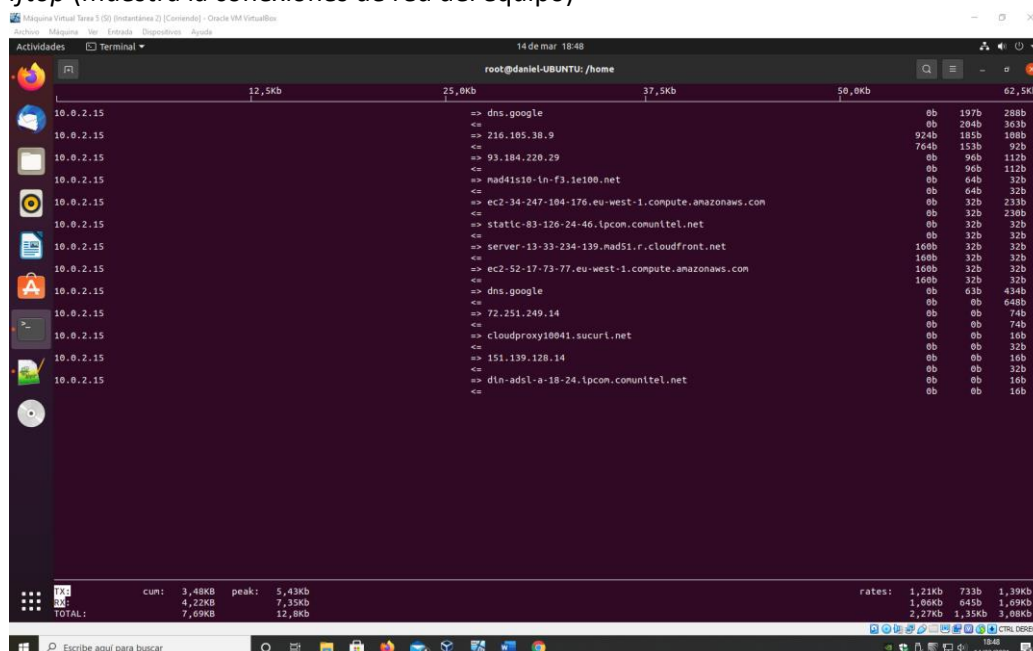 iftop (muestra la conexiones de red del equipo)
Máquina Virtual Tarea 5 (SI) (Instantánea 2) [Corriendo] - Oracle VM VirtualBox
Archivo Máquina Ver Entrada Dispositivos Ayuda
Actividades Terminal 14 de mar 18:48
root@daniel-UBUNTU: /home
12,5Kb 25,0Kb 37,5Kb 50,0Kb 62,5K
10.0.2.15 => dns.google 0b 197b 288b
<= 0b 204b 363b
10.0.2.15 => 216.105.38.9 924b 185b 108b
<= 764b 153b 92b
10.0.2.15 => 93.184.220.29 0b 96b 112b
<= 0b 96b 112b
10.0.2.15 => mad41s10-in-f3.1e100.net 0b 64b 32b
<= 0b 64b 32b
10.0.2.15 => ec2-34-247-104-176.eu-west-1.compute.amazonaws.com 0b 32b 233b
<= 0b 32b 230b
10.0.2.15 => static-83-126-24-46.ipcom.comunitel.net 0b 32b 32b
<= 0b 32b 32b
10.0.2.15 => server-13-33-234-139.mad51.r.cloudfront.net 160b 32b 32b
<= 160b 32b 32b
10.0.2.15 => ec2-52-17-73-77.eu-west-1.compute.amazonaws.com 160b 32b 32b
<= 160b 32b 32b
10.0.2.15 => dns.google 0b 63b 434b
<= 0b 0b 648b
10.0.2.15 => 72.251.249.14 0b 0b 74b
<= 0b 0b 74b
10.0.2.15 => cloudproxy10041.sucuri.net 0b 0b 16b
<= 0b 0b 32b
10.0.2.15 => 151.139.128.14 0b 0b 16b
<= 0b 0b 32b
10.0.2.15 => din-adsl-a-18-24.ipcom.comunitel.net 0b 0b 16b
<= 0b 0b 16b
TX: cum: 3,48KB peak: 5,43Kb rates: 1,21Kb 733b 1,39Kb
RX: 4,22KB 7,35Kb 1,06Kb 645b 1,69Kb
TOTAL: 7,69KB 12,8Kb 2,27Kb 1,35Kb 3,08Kb
CTRL DERE
Escribe aquí para buscar 18:48